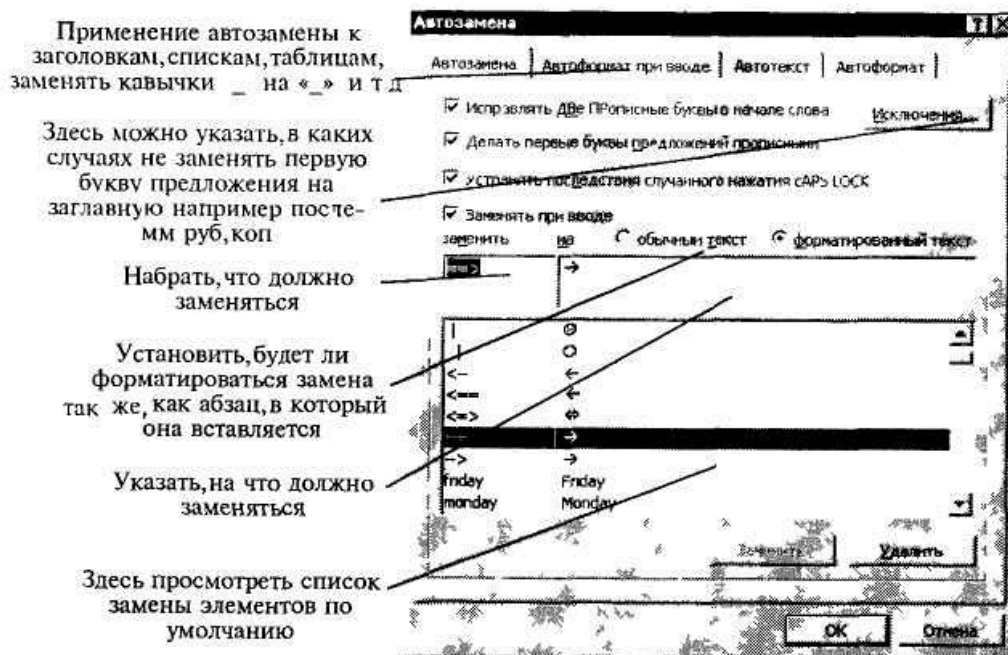 Применение автозамены к
заголовкам, спискам, таблицам,
заменять кавычки _ на «_» и т д
Здесь можно указать, в каких
случаях не заменять первую
букву предложения на
заглавную например после-
мм руб, коп
Набрать, что должно
заменяться
Установить, будет ли
форматироваться замена
так же, как абзац, в который
она вставляется
Указать, на что должно
заменяться
Здесь просмотреть список
замены элементов по
умолчанию
Автозамена
Автозамена Автоформат при вводе Автотекст Автоформат
Исправлять ДВе ПРописные буквы в начале слова
Исключения...
Делать первые буквы предложений прописными
Устранять последствия случайного нажатия cAPS LOCK
Заменять при вводе
заменить на обычный текст форматированный текст
==> →
| ☺
| ○
<- ←
<== ←
<=> ⇔
→
-> →
friday Friday
monday Monday
Заменить Удалить
ОК Отмена